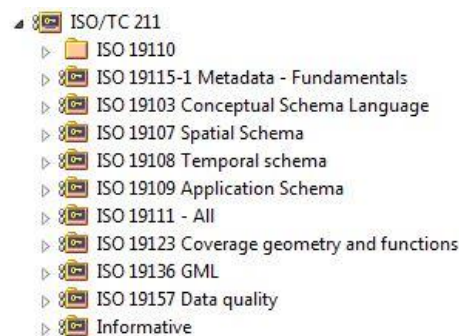 ISO/TC 211
ISO 19110
ISO 19115-1 Metadata - Fundamentals
ISO 19103 Conceptual Schema Language
ISO 19107 Spatial Schema
ISO 19108 Temporal schema
ISO 19109 Application Schema
ISO 19111 - All
ISO 19123 Coverage geometry and functions
ISO 19136 GML
ISO 19157 Data quality
Informative